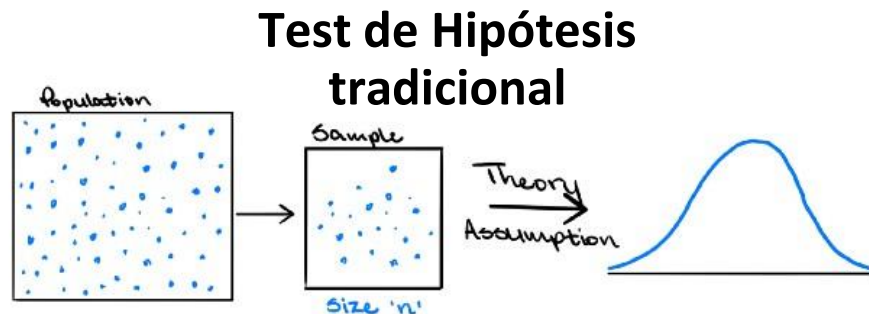 Test de Hipótesis
tradicional
Population
Sample
Theory
Assumption
Size 'n'